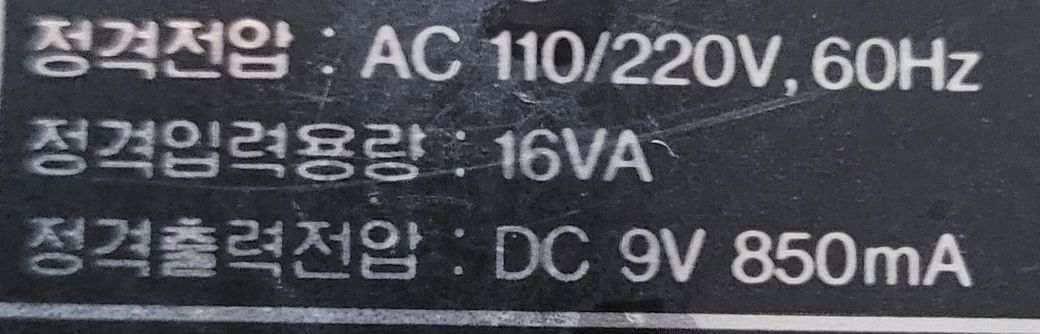 정격전압 : AC 110/220V, 60Hz
정격입력용량 : 16VA
정격출력전압 : DC 9V 850mA